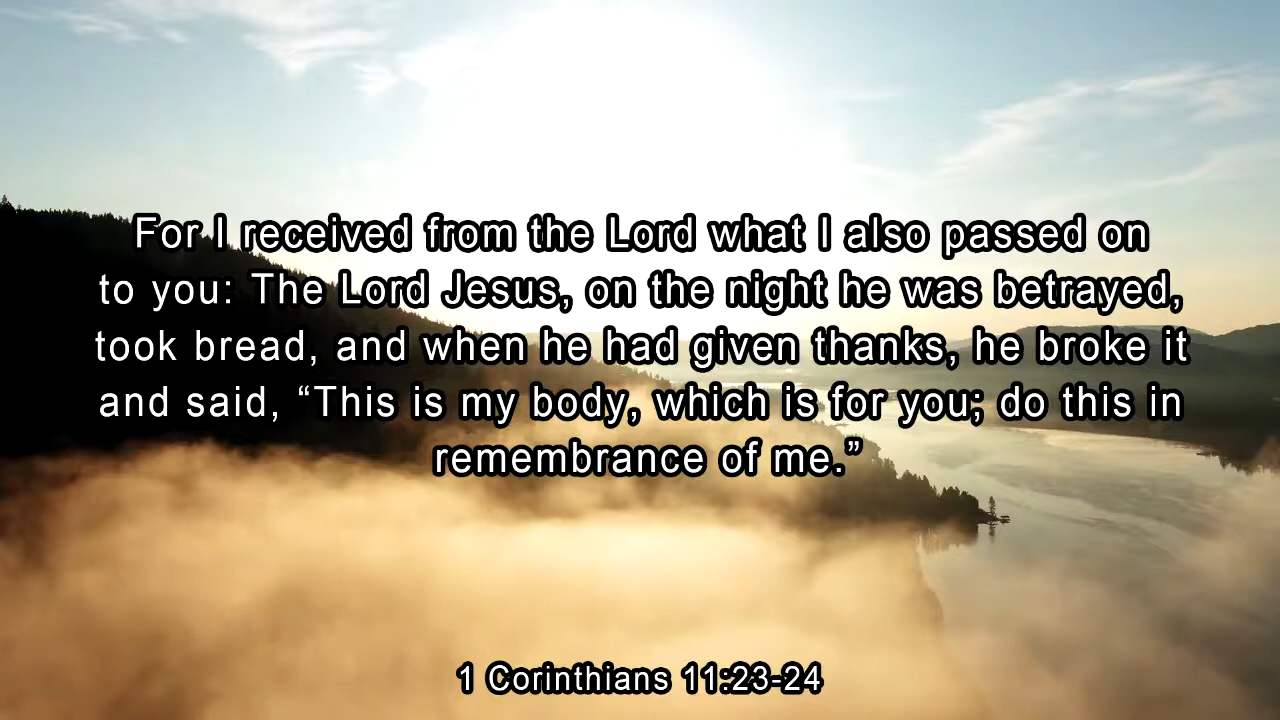 For I received from the Lord what I also passed on
to you: The Lord Jesus, on the night he was betrayed,
took bread, and when he had given thanks, he broke it
and said, “This is my body, which is for you; do this in
remembrance of me.”
1 Corinthians 11:23-24